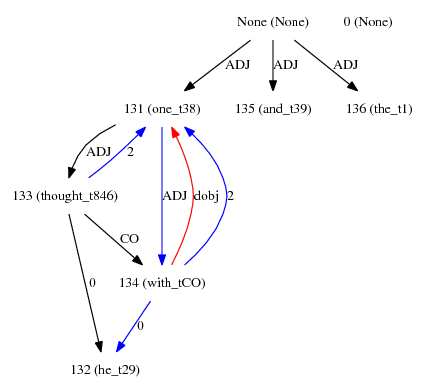 None (None) 0 (None)
ADJ ADJ ADJ
131 (one_t38) 135 (and_t39) 136 (the_t1)
ADJ 2
133 (thought_t846) ADJ dobj 2
CO
0 134 (with_tCO)
0
132 (he_t29)